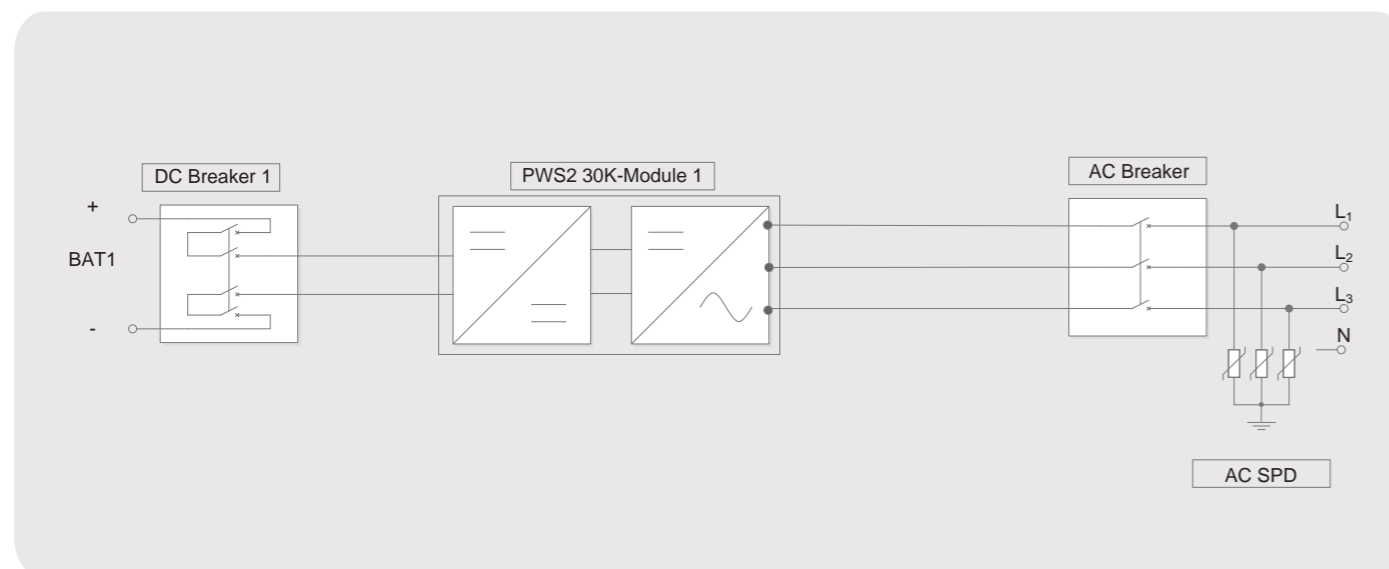 DC Breaker 1
PWS2 30K-Module 1
AC Breaker
+
BAT1
-
L₁
L₂
L₃
N
AC SPD